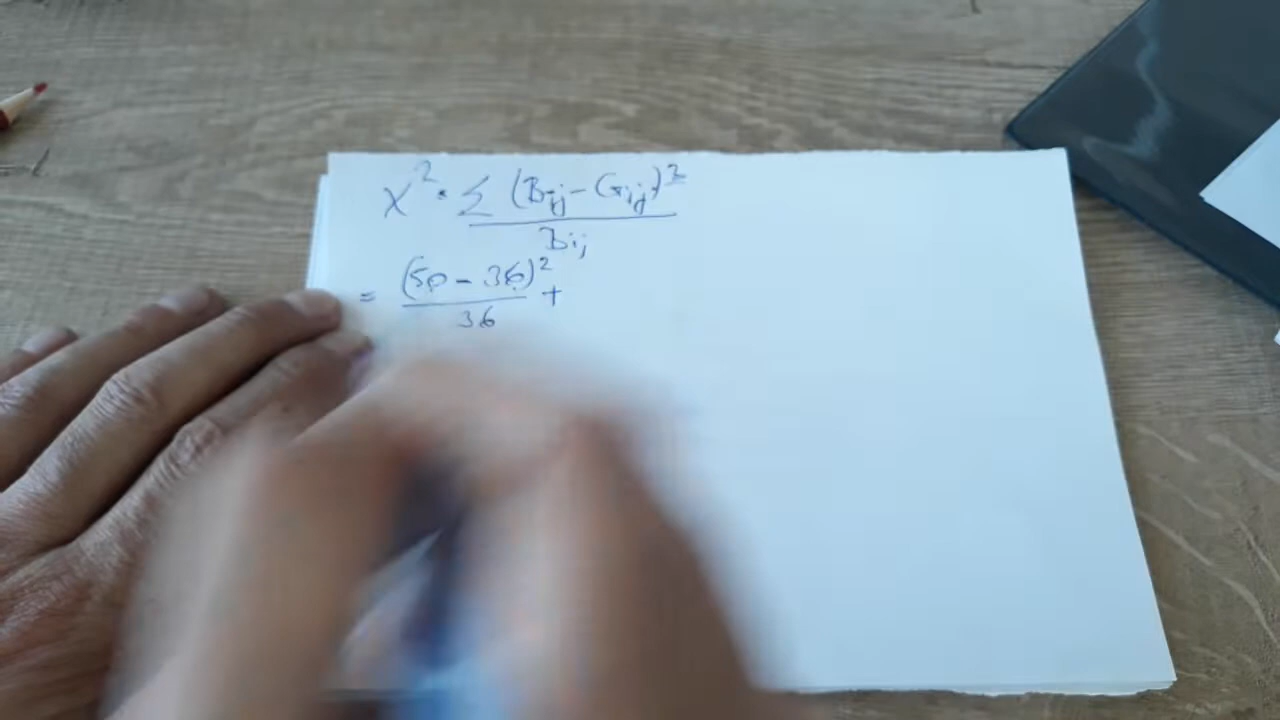 χ² = Σ (Bij - Gij)² / Bij
= (50 - 36)² / 36 +